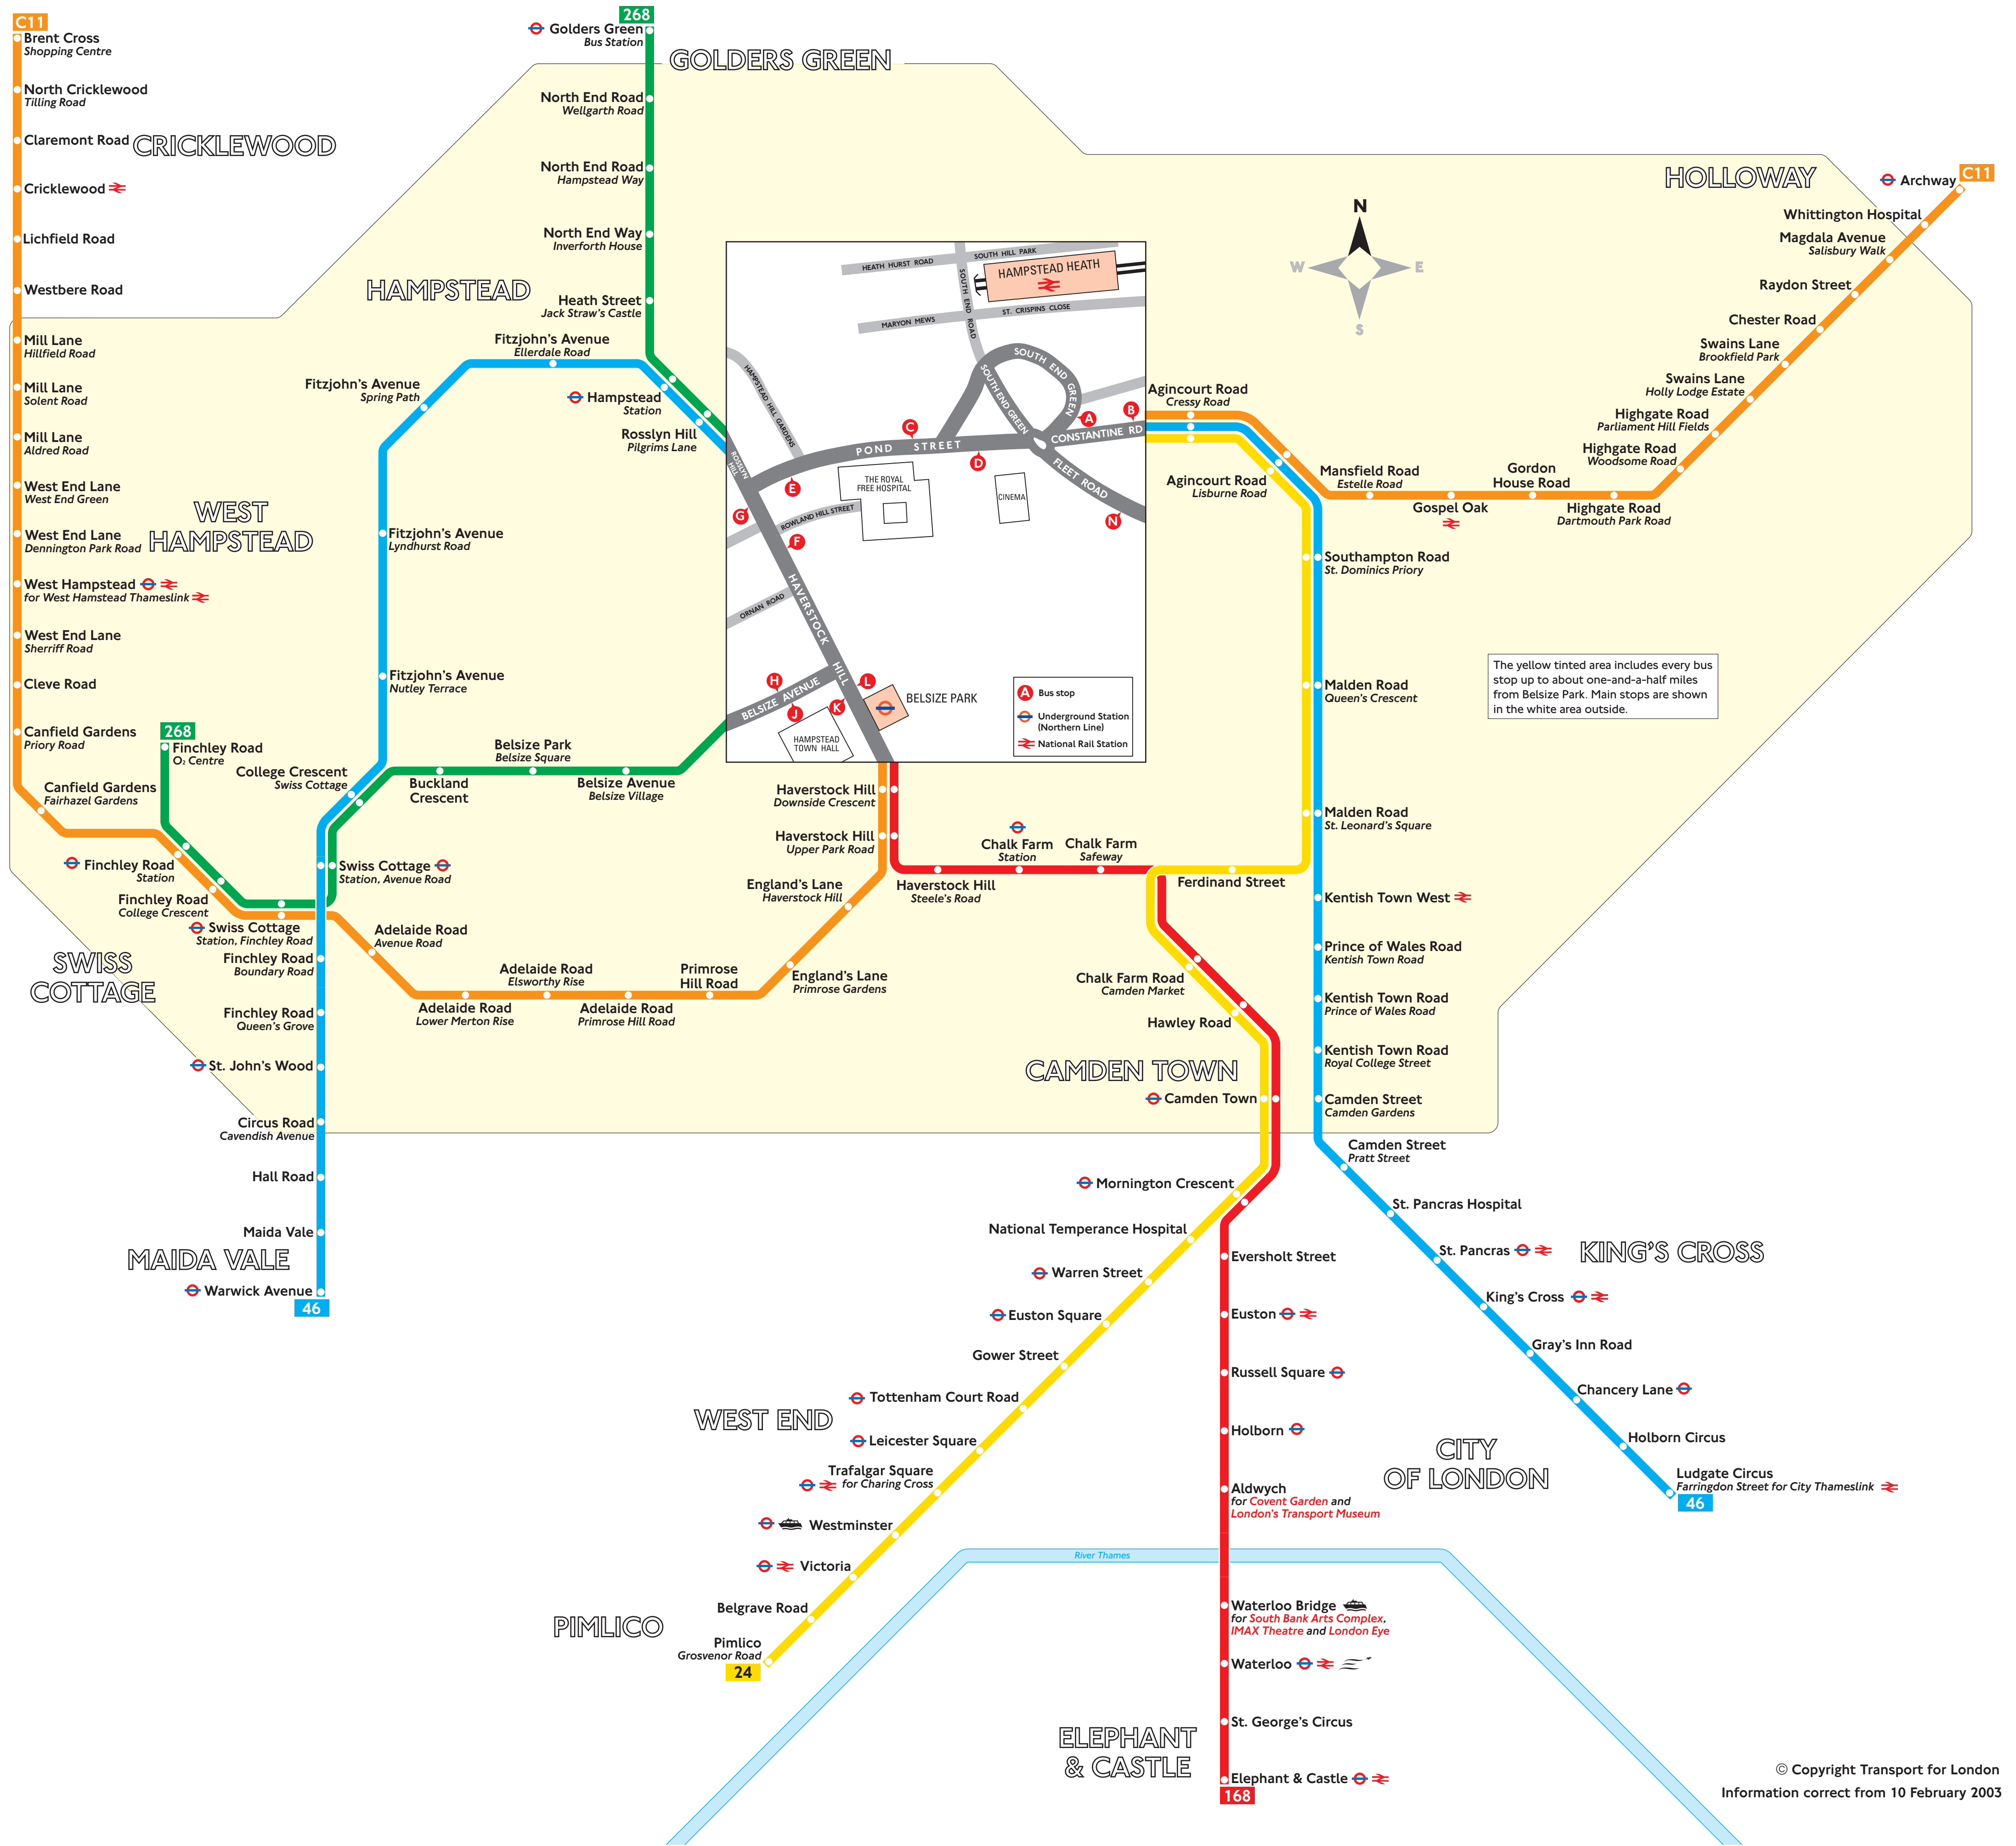 C11
Brent Cross
Shopping Centre
North Cricklewood
Tilling Road
Claremont Road
CRICKLEWOOD
Cricklewood
Lichfield Road
Westbere Road
Mill Lane
Hillfield Road
Mill Lane
Solent Road
Mill Lane
Aldred Road
West End Lane
West End Green
West End Lane
Dennington Park Road
WEST
HAMPSTEAD
West Hampstead
for West Hamstead Thameslink
West End Lane
Sherriff Road
Cleve Road
Canfield Gardens
Priory Road
Canfield Gardens
Fairhazel Gardens
268
Finchley Road
O₂ Centre
Finchley Road
Station
Finchley Road
College Crescent
Swiss Cottage
Station, Finchley Road
SWISS
COTTAGE
268
Golders Green
Bus Station
GOLDERS GREEN
North End Road
Wellgarth Road
North End Road
Hampstead Way
North End Way
Inverforth House
HAMPSTEAD
Heath Street
Jack Straw's Castle
Fitzjohn's Avenue
Ellerdale Road
Fitzjohn's Avenue
Spring Path
Hampstead
Station
Rosslyn Hill
Pilgrims Lane
Fitzjohn's Avenue
Lyndhurst Road
Fitzjohn's Avenue
Nutley Terrace
College Crescent
Swiss Cottage
Buckland
Crescent
Belsize Park
Belsize Square
Belsize Avenue
Belsize Village
Swiss Cottage
Station, Avenue Road
Finchley Road
Boundary Road
Finchley Road
Queen's Grove
St. John's Wood
Circus Road
Cavendish Avenue
Hall Road
Maida Vale
MAIDA VALE
Warwick Avenue
46
Adelaide Road
Avenue Road
Adelaide Road
Lower Merton Rise
Adelaide Road
Elsworthy Rise
Adelaide Road
Primrose Hill Road
Primrose
Hill Road
England's Lane
Primrose Gardens
England's Lane
Haverstock Hill
Haverstock Hill
Downside Crescent
Haverstock Hill
Upper Park Road
HEATH HURST ROAD
SOUTH HILL PARK
HAMPSTEAD HEATH
SOUTH END ROAD
MARYON MEWS
ST. CRISPINS CLOSE
HAMPSTEAD HILL GARDENS
SOUTH END GREEN
SOUTH END GREEN
A
B
C
D
E
F
G
H
J
K
L
N
POND STREET
CONSTANTINE RD
FLEET ROAD
ROSSLYN HILL
THE ROYAL
FREE HOSPITAL
CINEMA
ROWLAND HILL STREET
ORNAN ROAD
HAVERSTOCK HILL
BELSIZE AVENUE
HAMPSTEAD
TOWN HALL
BELSIZE PARK
A Bus stop
Underground Station
(Northern Line)
National Rail Station
N
W
E
S
HOLLOWAY
C11
Archway
Whittington Hospital
Magdala Avenue
Salisbury Walk
Raydon Street
Chester Road
Swains Lane
Brookfield Park
Swains Lane
Holly Lodge Estate
Highgate Road
Parliament Hill Fields
Highgate Road
Woodsome Road
Highgate Road
Dartmouth Park Road
Gordon
House Road
Gospel Oak
Mansfield Road
Estelle Road
Agincourt Road
Cressy Road
Agincourt Road
Lisburne Road
Southampton Road
St. Dominics Priory
Malden Road
Queen's Crescent
Malden Road
St. Leonard's Square
The yellow tinted area includes every bus
stop up to about one-and-a-half miles
from Belsize Park. Main stops are shown
in the white area outside.
Haverstock Hill
Steele's Road
Chalk Farm
Station
Chalk Farm
Safeway
Ferdinand Street
Chalk Farm Road
Camden Market
Hawley Road
CAMDEN TOWN
Camden Town
Kentish Town West
Prince of Wales Road
Kentish Town Road
Kentish Town Road
Prince of Wales Road
Kentish Town Road
Royal College Street
Camden Street
Camden Gardens
Camden Street
Pratt Street
St. Pancras Hospital
St. Pancras
KING'S CROSS
King's Cross
Gray's Inn Road
Chancery Lane
Holborn Circus
Ludgate Circus
Farringdon Street for City Thameslink
46
Mornington Crescent
National Temperance Hospital
Warren Street
Euston Square
Gower Street
Tottenham Court Road
WEST END
Leicester Square
Trafalgar Square
for Charing Cross
Westminster
Victoria
Belgrave Road
PIMLICO
Pimlico
Grosvenor Road
24
Eversholt Street
Euston
Russell Square
Holborn
CITY
OF LONDON
Aldwych
for Covent Garden and
London's Transport Museum
River Thames
Waterloo Bridge
for South Bank Arts Complex,
IMAX Theatre and London Eye
Waterloo
St. George's Circus
ELEPHANT
& CASTLE
Elephant & Castle
168
© Copyright Transport for London
Information correct from 10 February 2003